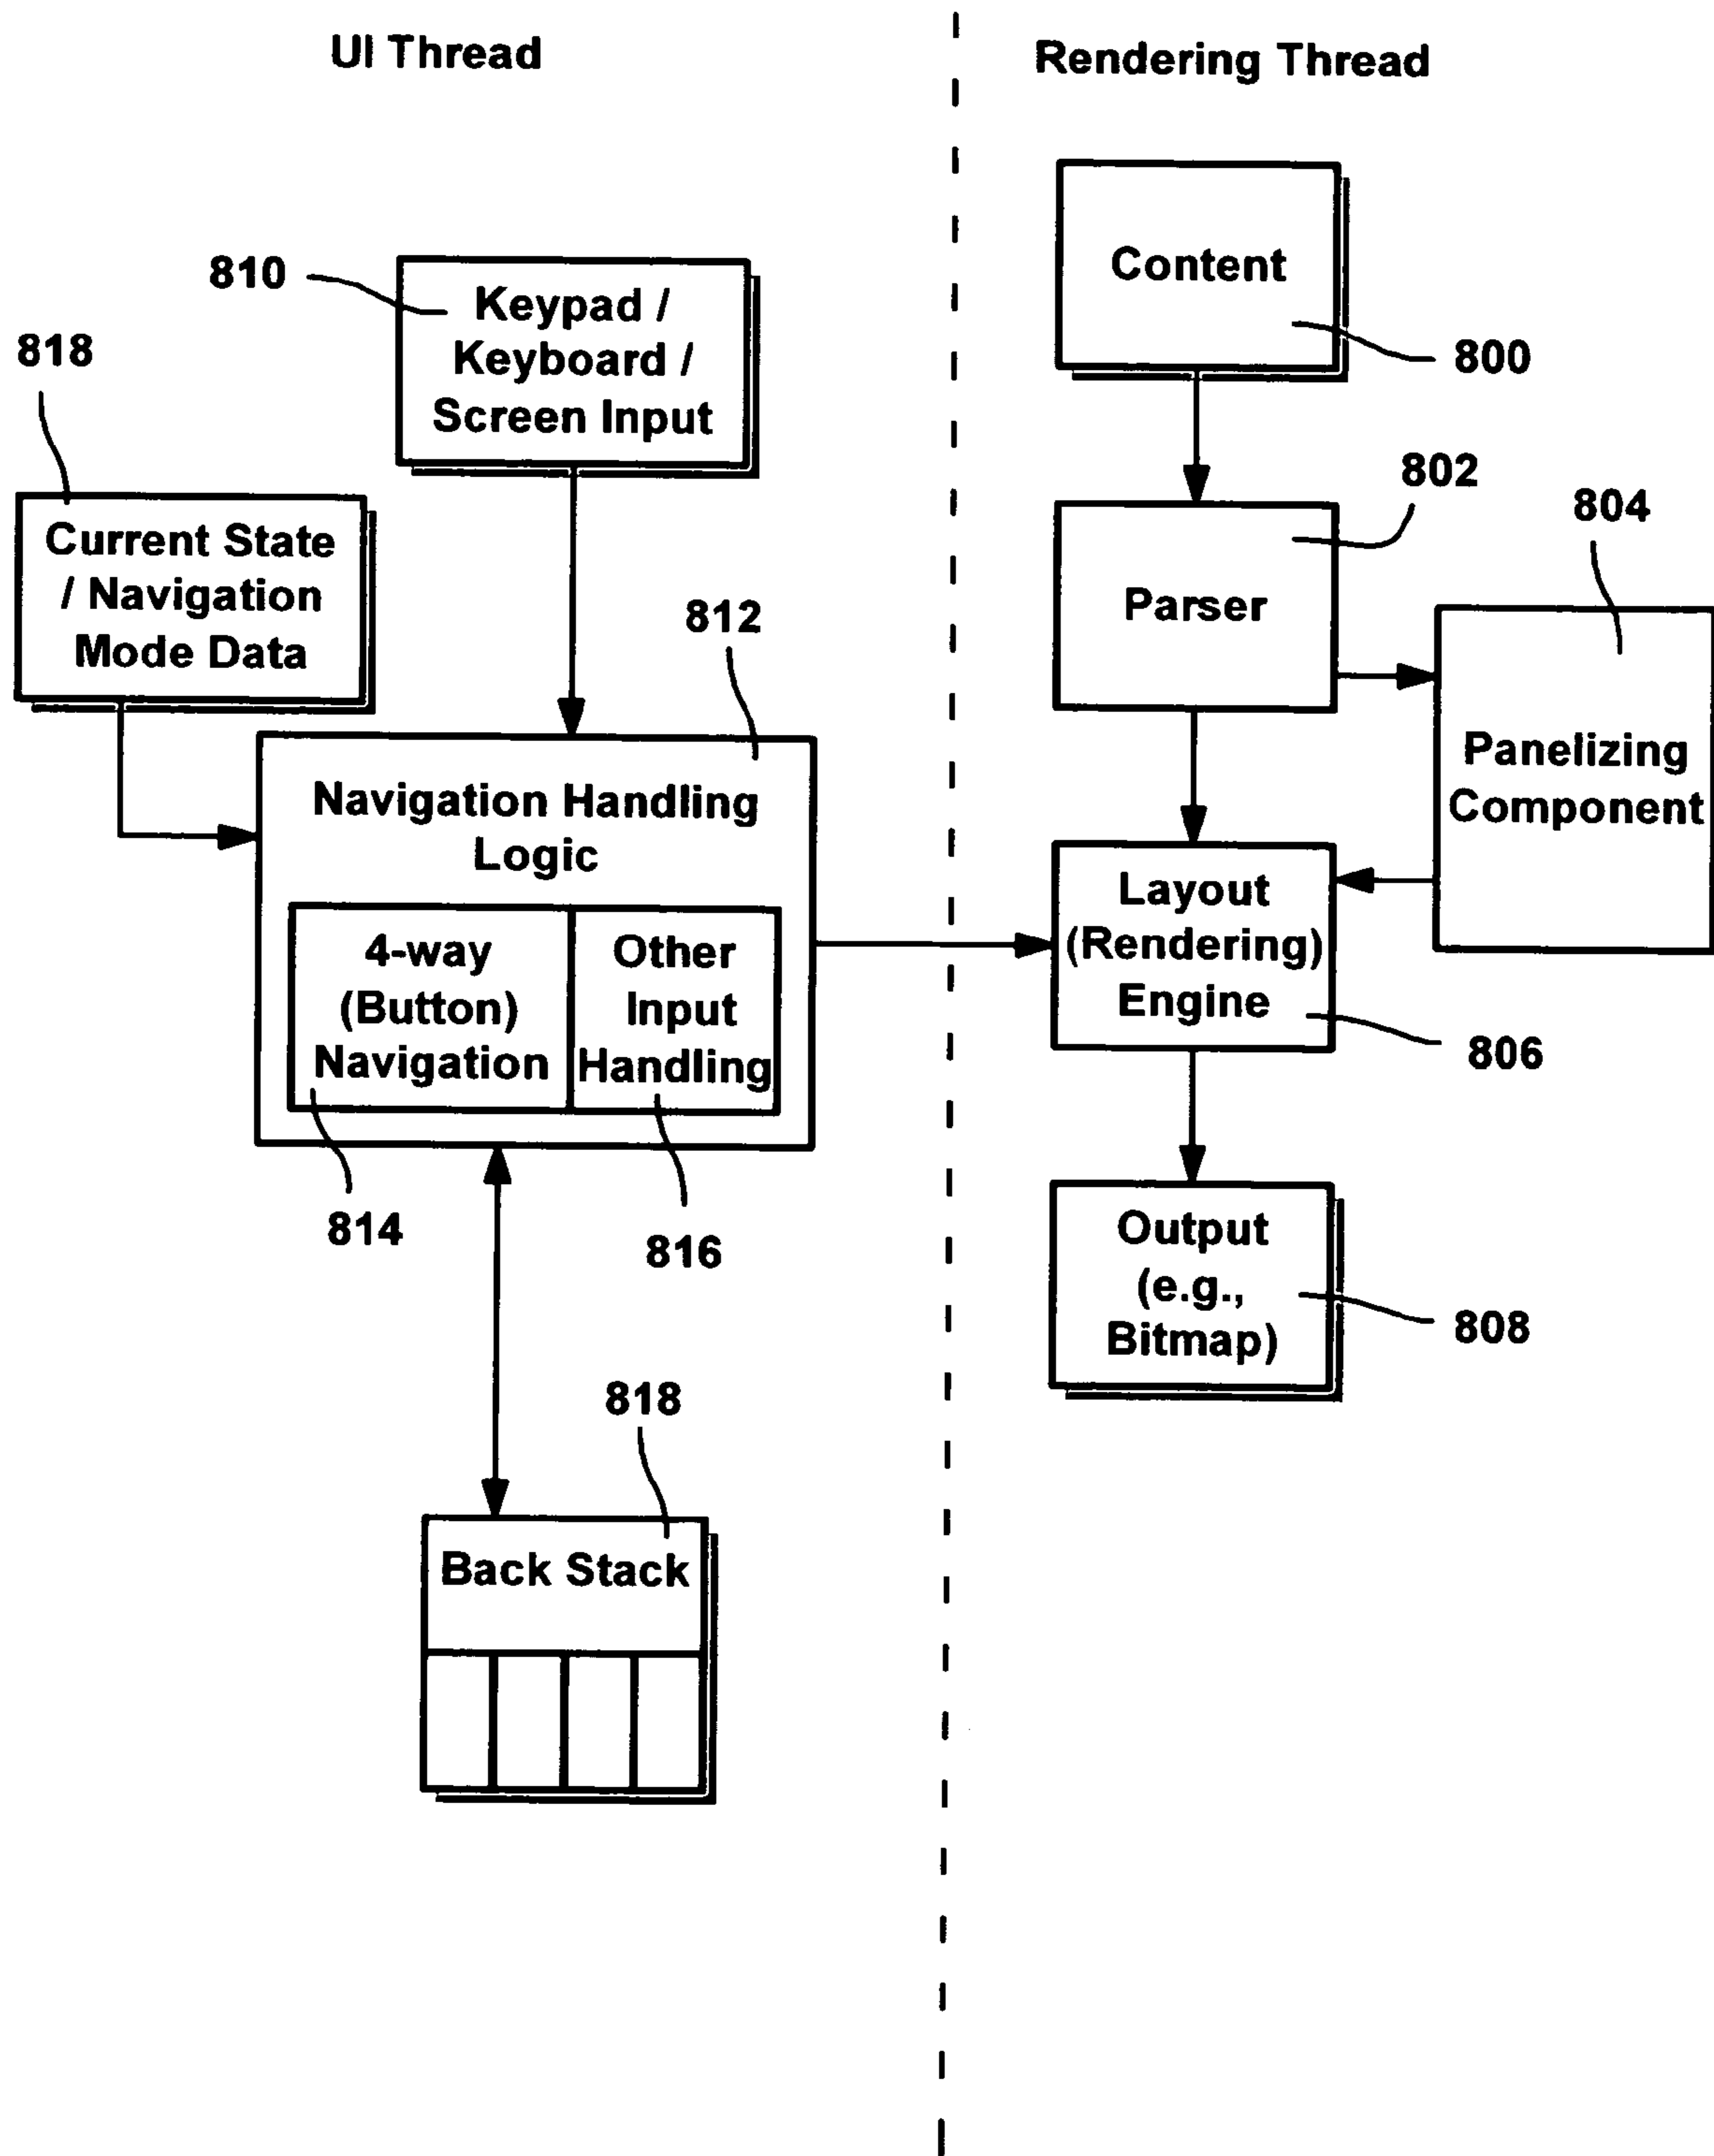 UI Thread
Rendering Thread
810
Keypad /
Keyboard /
Screen Input
818
Current State
/ Navigation
Mode Data
812
Navigation Handling
Logic
4-way
(Button)
Navigation
Other
Input
Handling
814
816
818
Back Stack
Content
800
802
Parser
804
Panelizing
Component
Layout
(Rendering)
Engine
806
Output
(e.g.,
Bitmap)
808